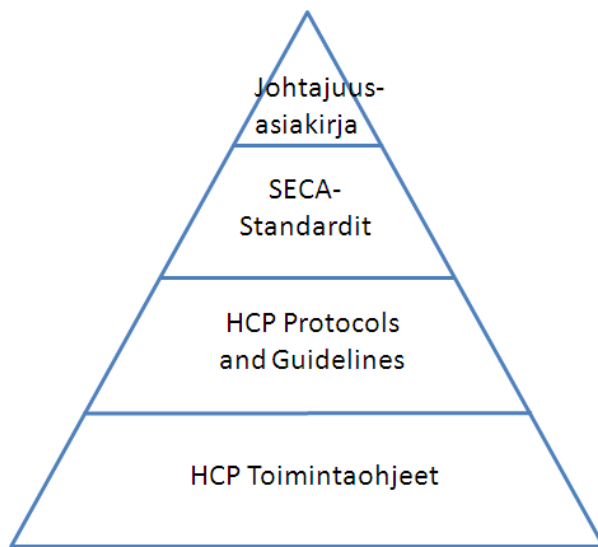 Johtajuus-
asiakirja
SECA-
Standardit
HCP Protocols
and Guidelines
HCP Toimintaohjeet